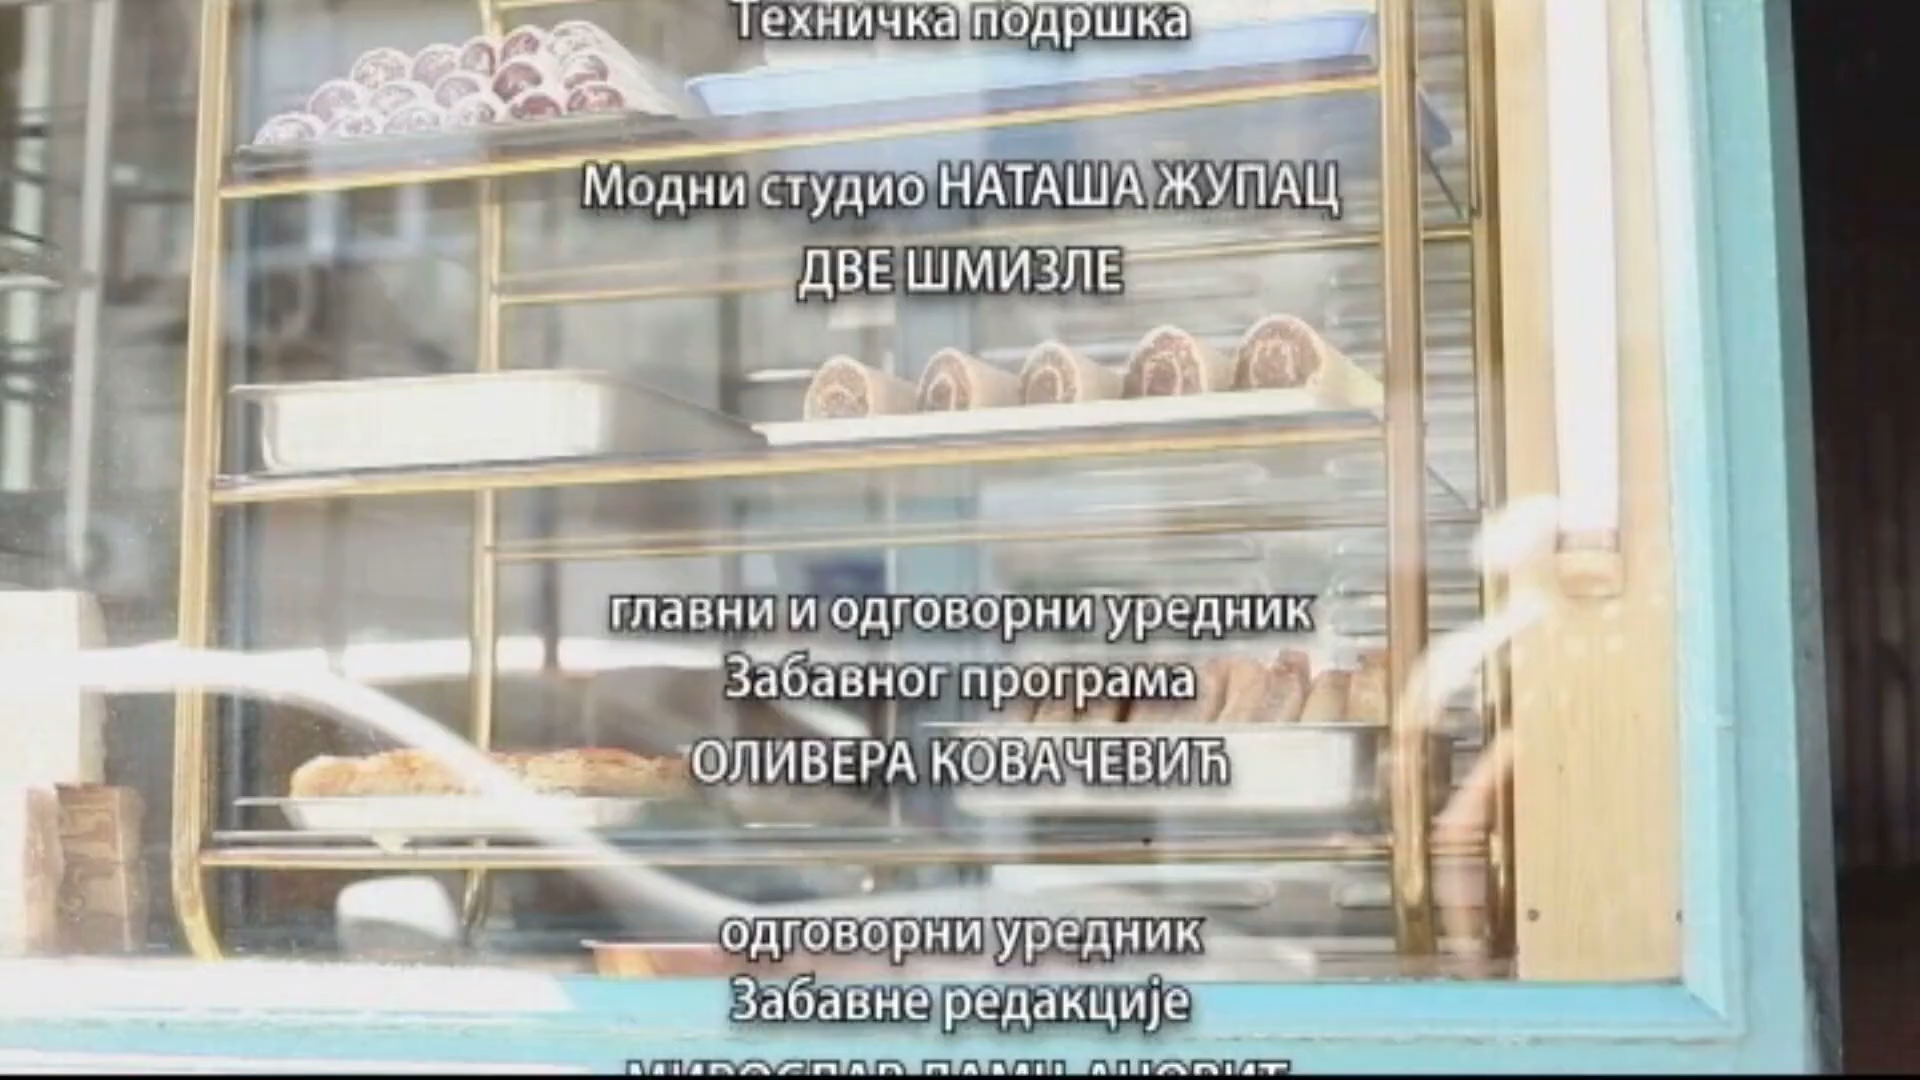 Техничка подршка
Модни студио НАТАША ЖУПАЦ
ДВЕ ШМИЗЛЕ
главни и одговорни уредник
Забавног програма
ОЛИВЕРА КОВАЧЕВИЋ
одговорни уредник
Забавне редакције